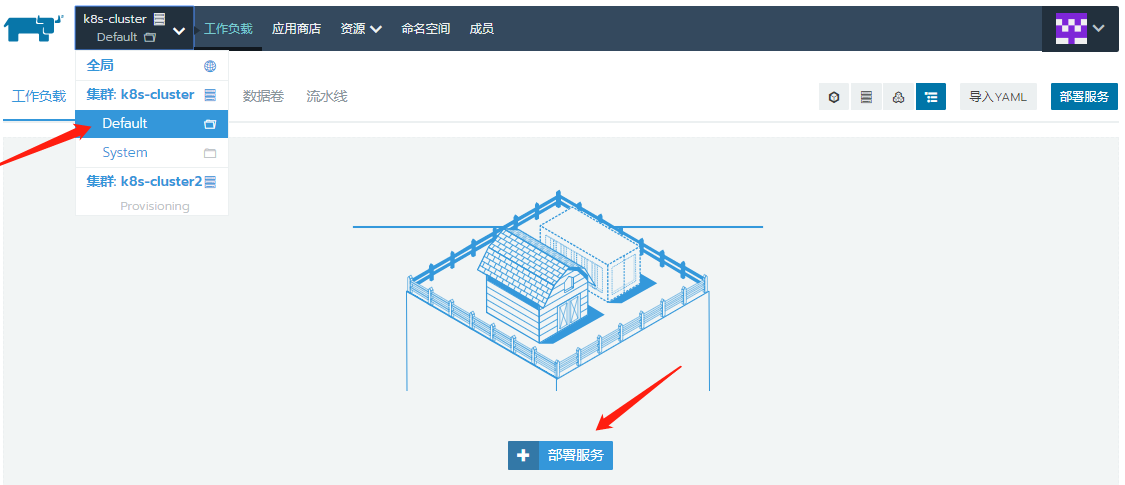 k8s-cluster
Default
工作负载 应用商店 资源 命名空间 成员
全局
集群: k8s-cluster
Default
System
集群: k8s-cluster2
Provisioning
工作负载 数据卷 流水线
导入YAML 部署服务
部署服务